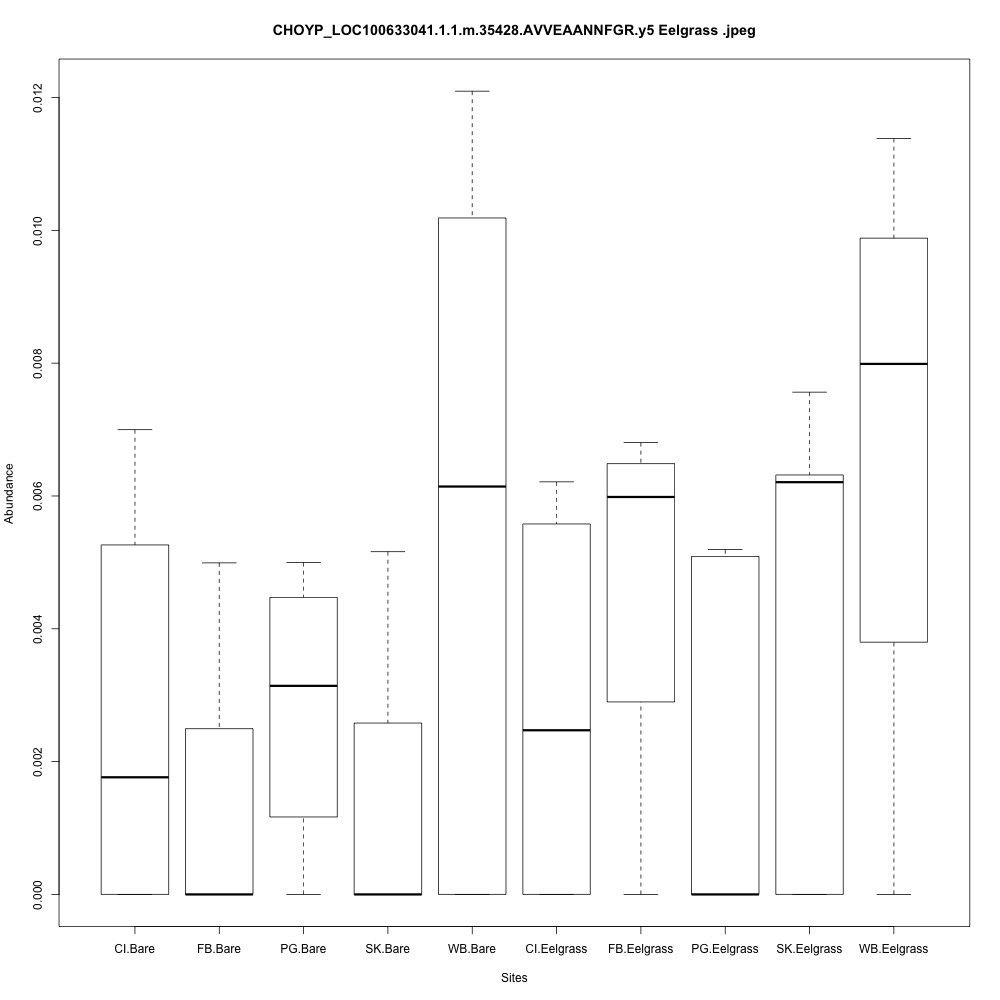 CHOYP_LOC100633041.1.1.m.35428.AVVEAANNFGR.y5 Eelgrass .jpeg
0.012
0.010
0.008
0.006
0.004
0.002
0.000
Abundance
CI.Bare FB.Bare PG.Bare SK.Bare WB.Bare CI.Eelgrass FB.Eelgrass PG.Eelgrass SK.Eelgrass WB.Eelgrass
Sites